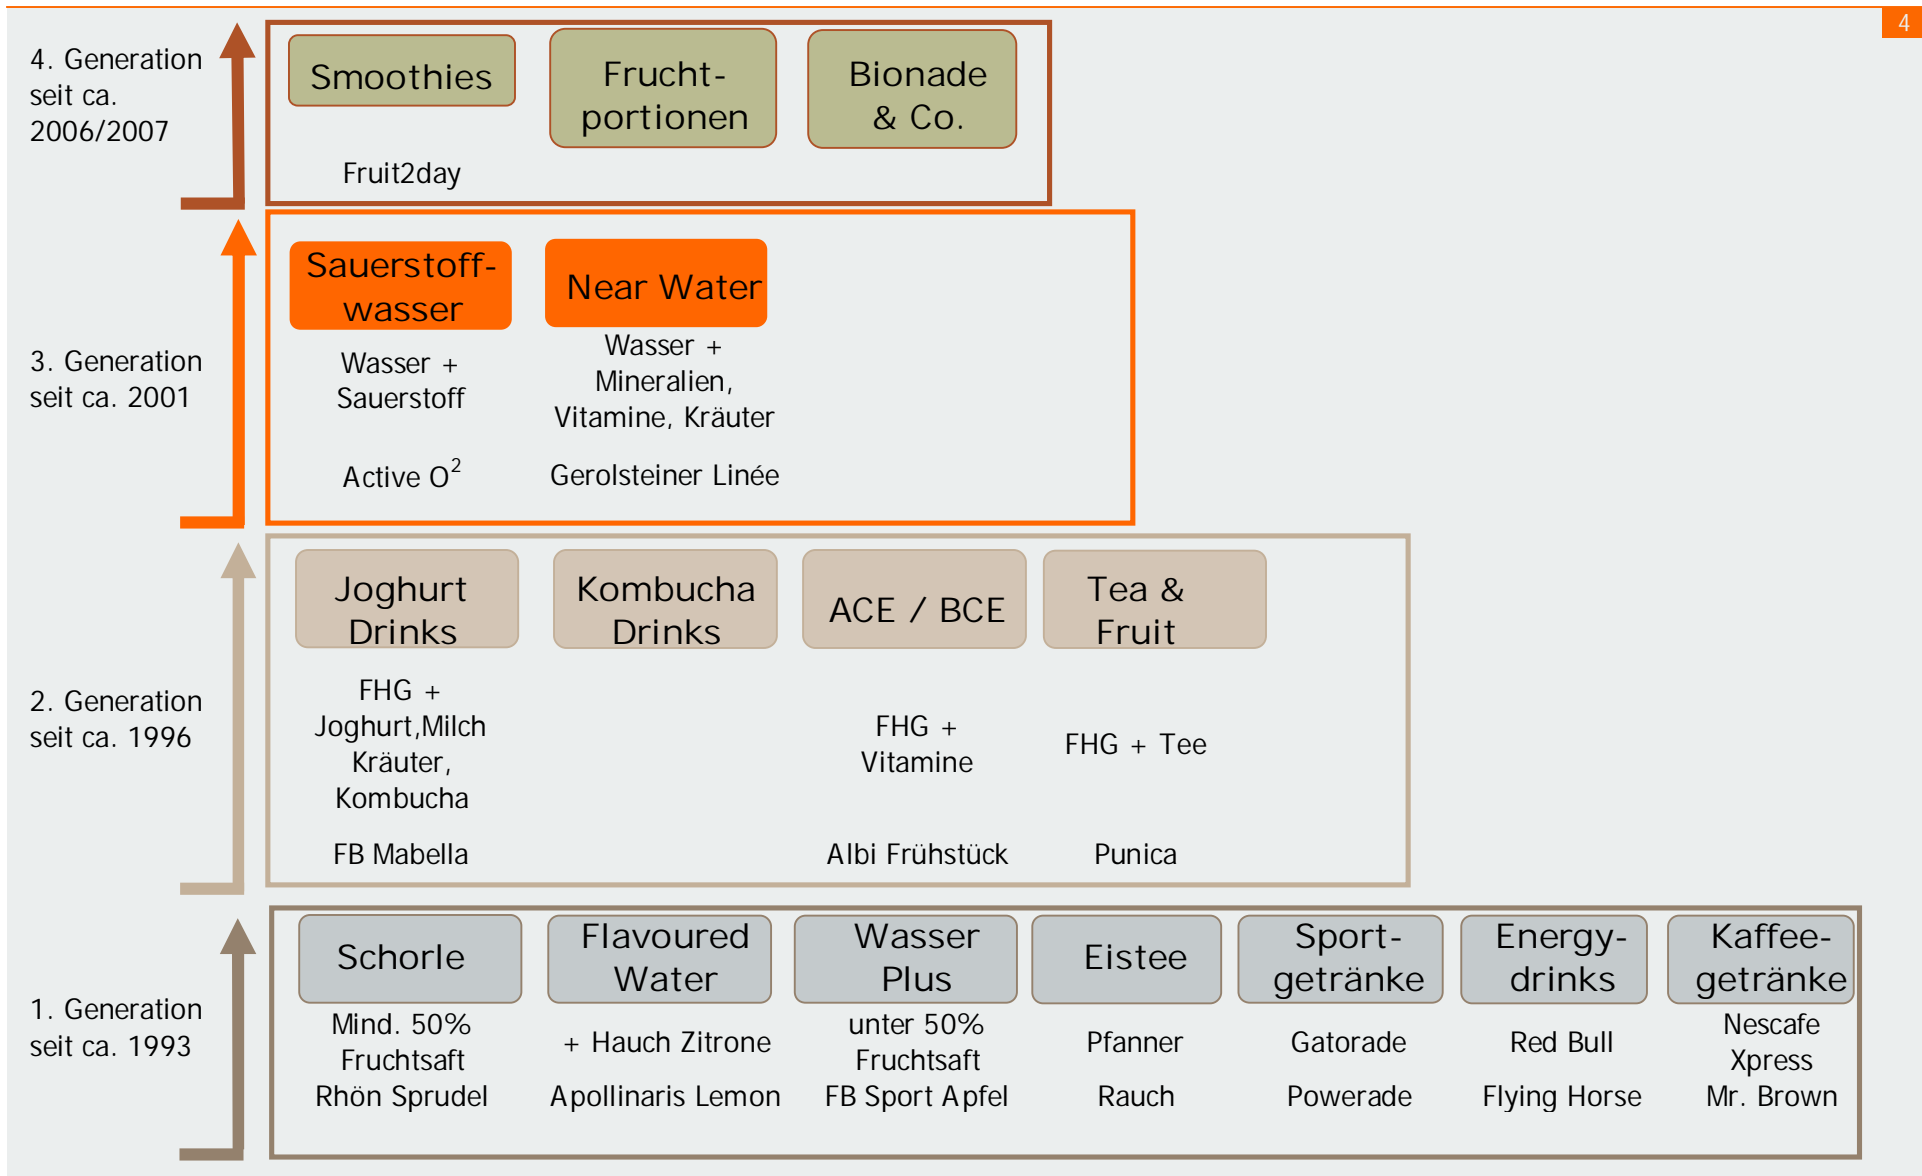 4
4. Generation
seit ca.
2006/2007
Smoothies
Frucht-
portionen
Bionade
& Co.
Fruit2day
3. Generation
seit ca. 2001
Sauerstoff-
wasser
Near Water
Wasser +
Sauerstoff
Wasser +
Mineralien,
Vitamine, Kräuter
Active O²
Gerolsteiner Linée
2. Generation
seit ca. 1996
Joghurt
Drinks
Kombucha
Drinks
ACE / BCE
Tea &
Fruit
FHG +
Joghurt,Milch
Kräuter,
Kombucha
FHG +
Vitamine
FHG + Tee
FB Mabella
Albi Frühstück
Punica
1. Generation
seit ca. 1993
Schorle
Flavoured
Water
Wasser
Plus
Eistee
Sport-
getränke
Energy-
drinks
Kaffee-
getränke
Mind. 50%
Fruchtsaft
+ Hauch Zitrone
unter 50%
Fruchtsaft
Pfanner
Gatorade
Red Bull
Nescafe
Xpress
Rhön Sprudel
Apollinaris Lemon
FB Sport Apfel
Rauch
Powerade
Flying Horse
Mr. Brown